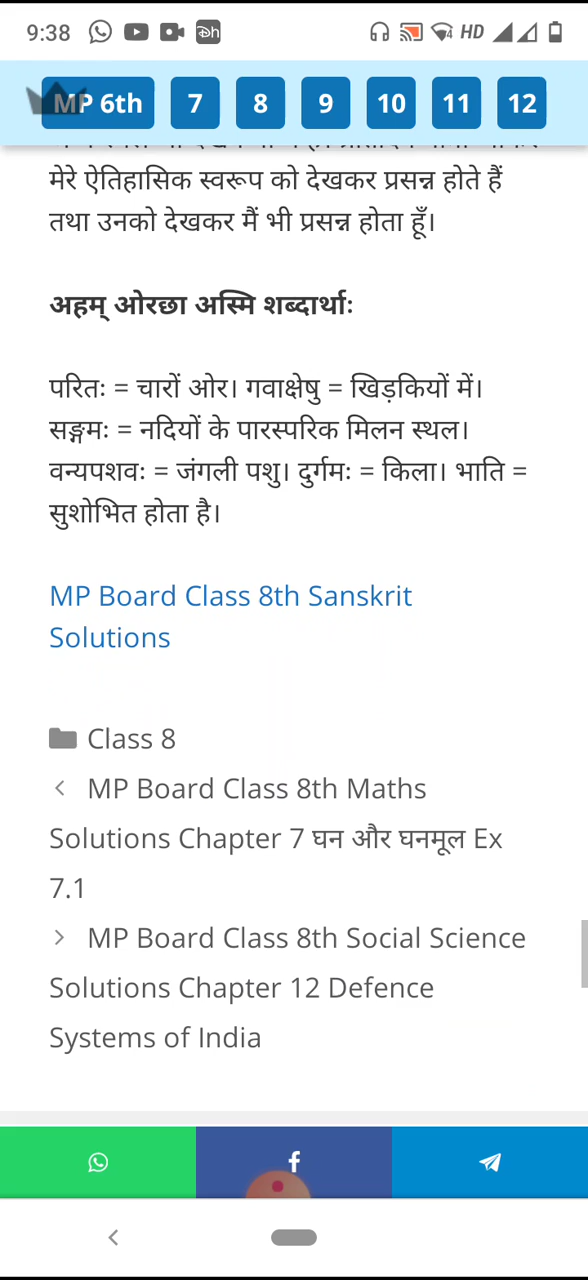 9:38 Dh 4 HD
MP 6th 7 8 9 10 11 12
मेरे ऐतिहासिक स्वरूप को देखकर प्रसन्न होते हैं
तथा उनको देखकर मैं भी प्रसन्न होता हूँ।
अहम् ओरछा अस्मि शब्दार्थाः
परितः = चारों ओर। गवाक्षेषु = खिड़कियों में।
सङ्गमः = नदियों के पारस्परिक मिलन स्थल।
वन्यपशवः = जंगली पशु। दुर्गमः = किला। भाति =
सुशोभित होता है।
MP Board Class 8th Sanskrit
Solutions
Class 8
< MP Board Class 8th Maths
Solutions Chapter 7 घन और घनमूल Ex
7.1
> MP Board Class 8th Social Science
Solutions Chapter 12 Defence
Systems of India